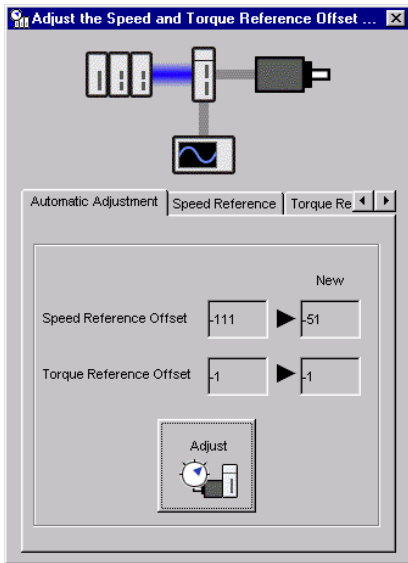 Adjust the Speed and Torque Reference Offset ...
Automatic Adjustment Speed Reference Torque Re
New
Speed Reference Offset -111 -51
Torque Reference Offset -1 -1
Adjust